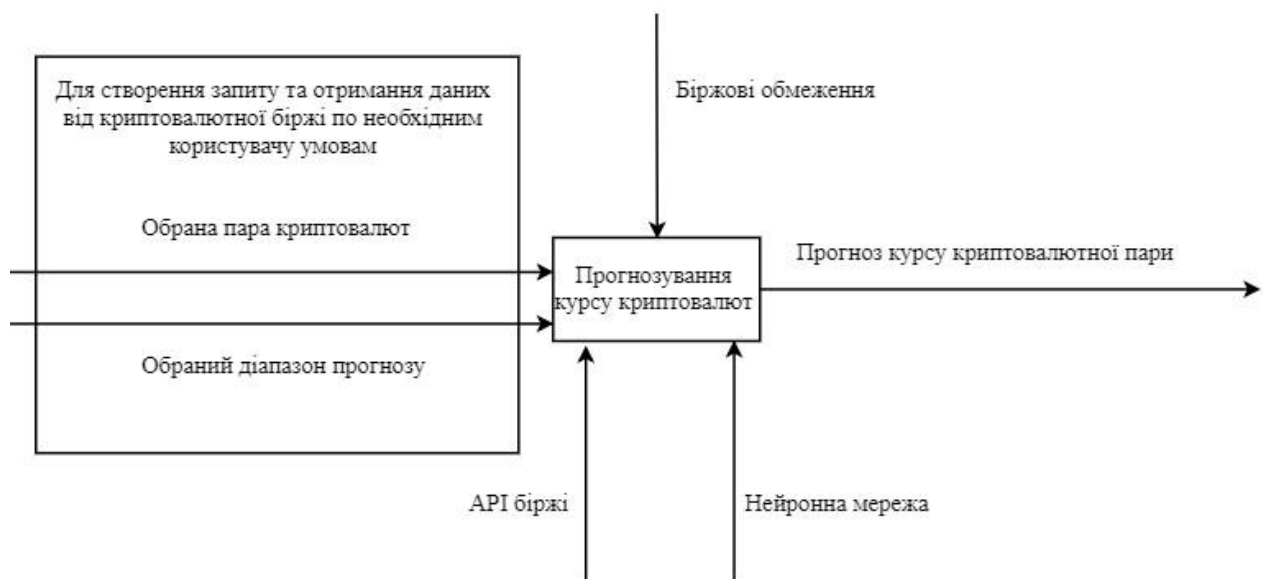 Для створення запиту та отримання даних
від криптовалютної біржі по необхідним
користувачу умовам
Біржові обмеження
Обрана пара криптовалют
Прогнозування
курсу криптовалют
Прогноз курсу криптовалютної пари
Обраний діапазон прогнозу
API біржі
Нейронна мережа